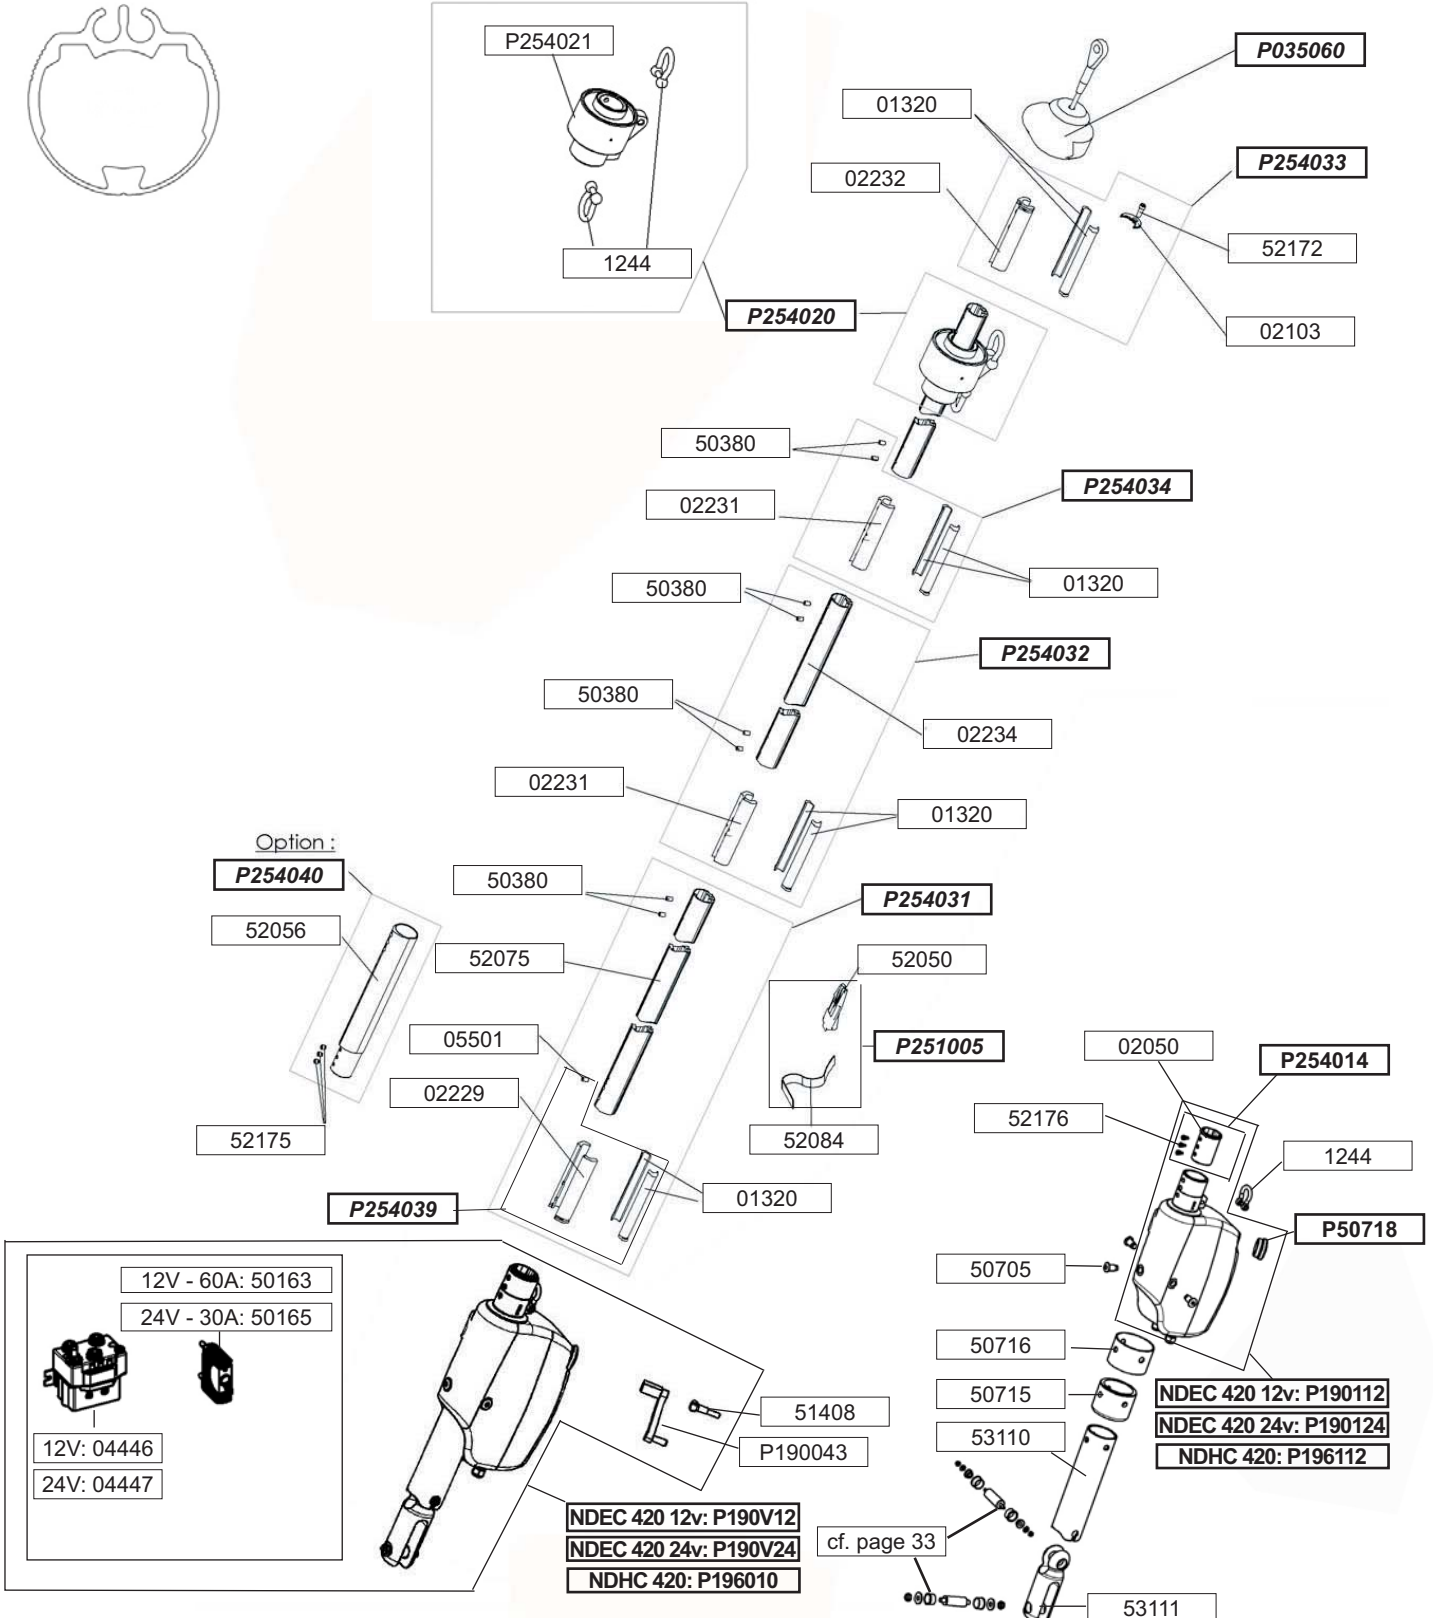 P254021
P035060
01320
P254033
02232
52172
1244
P254020
02103
50380
P254034
02231
50380
01320
P254032
50380
02234
02231
01320
Option :
P254040
50380
P254031
52056
52075
52050
05501
P251005
02050
P254014
02229
52176
52175
52084
1244
01320
P254039
P50718
12V - 60A: 50163
50705
24V - 30A: 50165
50716
50715
NDEC 420 12v: P190112
51408
NDEC 420 24v: P190124
12V: 04446
P190043
53110
NDHC 420: P196112
24V: 04447
NDEC 420 12v: P190V12
NDEC 420 24v: P190V24
cf. page 33
NDHC 420: P196010
53111